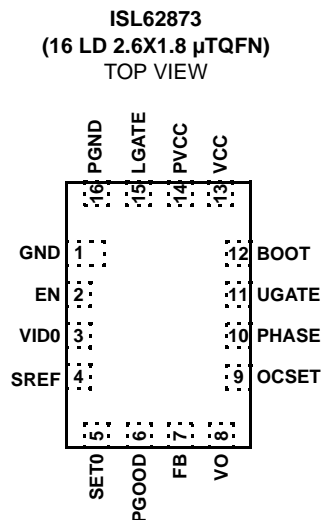 ISL62873
(16 LD 2.6X1.8 µTQFN)
TOP VIEW
PGND
LGATE
PVCC
VCC
16
15
14
13
GND 1
12 BOOT
EN 2
11 UGATE
VID0 3
10 PHASE
SREF 4
9 OCSET
5
6
7
8
SET0
PGOOD
FB
VO